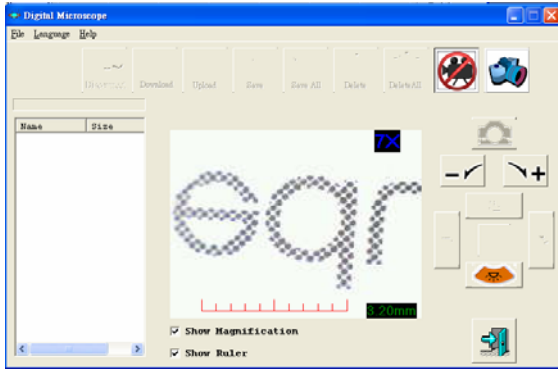 Digital Microscope
File Language Help
Download Upload Save Save All Delete DeleteAll
Name Size
7X
eqr
3.20mm
Show Magnification
Show Ruler